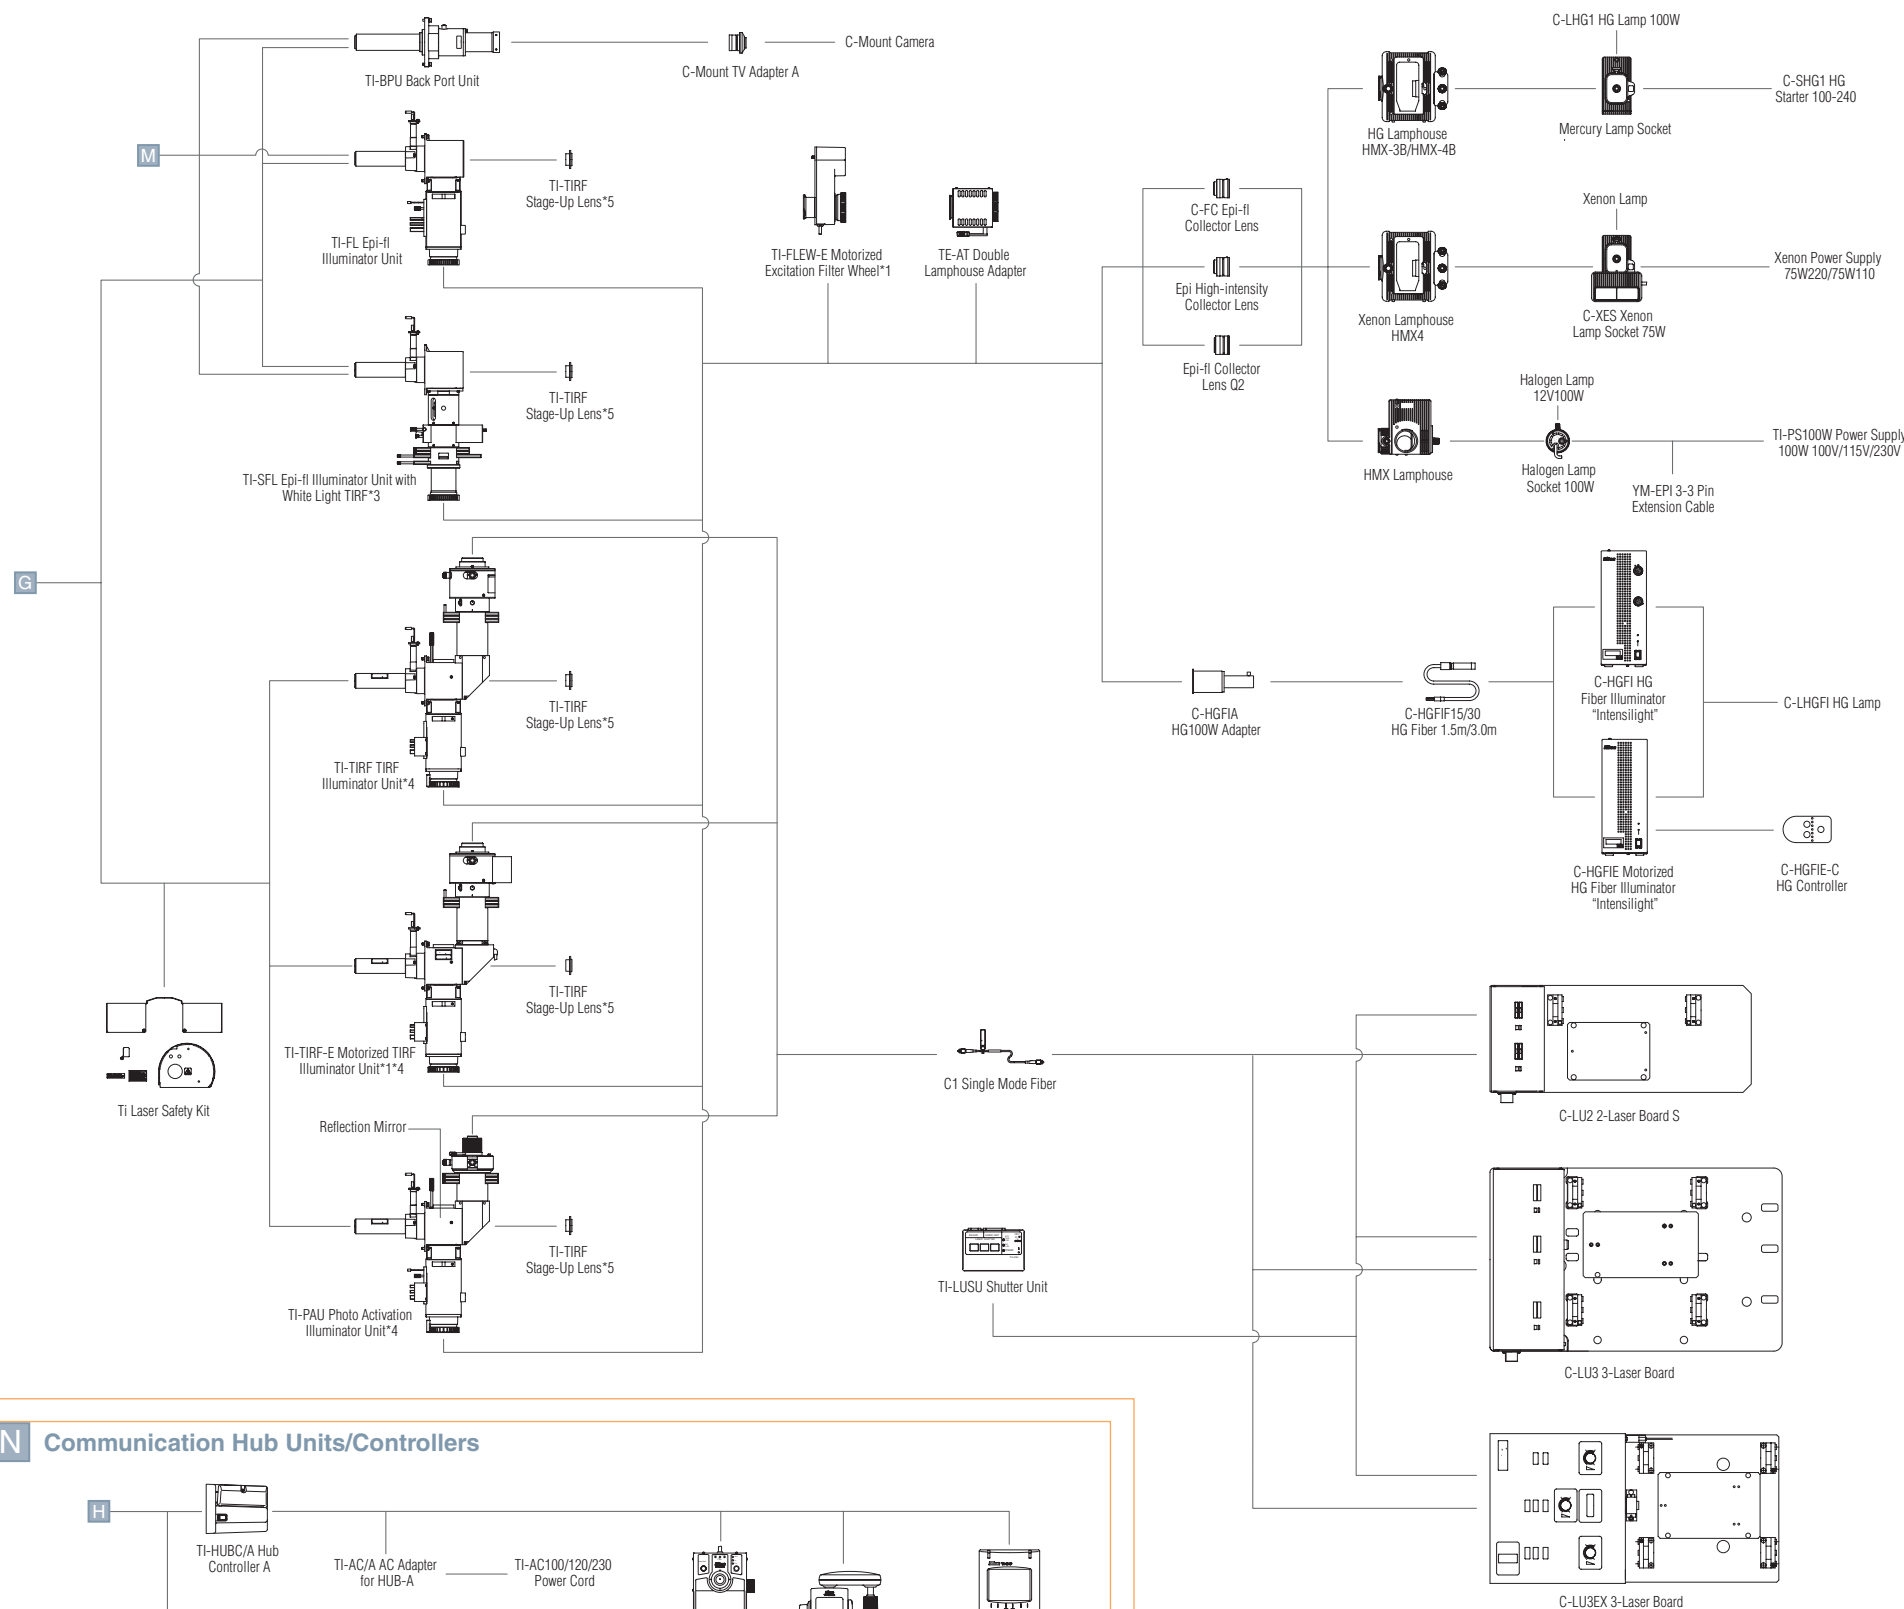 C-LHG1 HG Lamp 100W
C-Mount Camera
C-Mount TV Adapter A
TI-BPU Back Port Unit
C-SHG1 HG
Starter 100-240
HG Lamphouse
HMX-3B/HMX-4B
Mercury Lamp Socket
M
TI-TIRF
Stage-Up Lens*5
TI-FL Epi-fl
Illuminator Unit
TI-FLEW-E Motorized
Excitation Filter Wheel*1
TE-AT Double
Lamphouse Adapter
C-FC Epi-fl
Collector Lens
Epi High-intensity
Collector Lens
Epi-fl Collector
Lens Q2
Xenon Lamp
Xenon Power Supply
75W220/75W110
Xenon Lamphouse
HMX4
C-XES Xenon
Lamp Socket 75W
TI-TIRF
Stage-Up Lens*5
TI-SFL Epi-fl Illuminator Unit with
White Light TIRF*3
Halogen Lamp
12V100W
TI-PS100W Power Supply
100W 100V/115V/230V
HMX Lamphouse
Halogen Lamp
Socket 100W
YM-EPI 3-3 Pin
Extension Cable
G
TI-TIRF
Stage-Up Lens*5
TI-TIRF TIRF
Illuminator Unit*4
C-HGFIA
HG100W Adapter
C-HGFIF15/30
HG Fiber 1.5m/3.0m
C-HGFI HG
Fiber Illuminator
“Intensilight”
C-LHGFI HG Lamp
C-HGFIE Motorized
HG Fiber Illuminator
“Intensilight”
C-HGFIE-C
HG Controller
TI-TIRF
Stage-Up Lens*5
TI-TIRF-E Motorized TIRF
Illuminator Unit*1*4
Ti Laser Safety Kit
C1 Single Mode Fiber
C-LU2 2-Laser Board S
Reflection Mirror
TI-TIRF
Stage-Up Lens*5
TI-PAU Photo Activation
Illuminator Unit*4
TI-LUSU Shutter Unit
C-LU3 3-Laser Board
N Communication Hub Units/Controllers
H
TI-HUBC/A Hub
Controller A
TI-AC/A AC Adapter
for HUB-A
TI-AC100/120/230
Power Cord
C-LU3EX 3-Laser Board